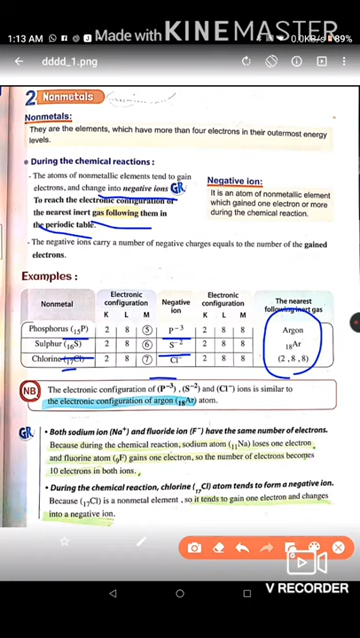 1:13 AM
Made with KINEMASTER
0.0KB/s 89%
dddd_1.png
2 Nonmetals
Nonmetals:
They are the elements, which have more than four electrons in their outermost energy
levels.
During the chemical reactions :
- The atoms of nonmetallic elements tend to gain
electrons, and change into negative ions GR
To reach the electronic configuration of
the nearest inert gas following them in
the periodic table.
Negative ion:
It is an atom of nonmetallic element
which gained one electron or more
during the chemical reaction.
- The negative ions carry a number of negative charges equals to the number of the gained
electrons.
Examples :
Nonmetal Electronic configuration Negative ion Electronic configuration The nearest following inert gas
K L M K L M
Phosphorus (15P) 2 8 5 P-3 2 8 8 Argon
Sulphur (16S) 2 8 6 S-2 2 8 8 18Ar
Chlorine (17Cl) 2 8 7 Cl- 2 8 8 (2 , 8 , 8)
NB
The electronic configuration of (P-3) , (S-2) and (Cl-) ions is similar to
the electronic configuration of argon (18Ar) atom.
GR
• Both sodium ion (Na+) and fluoride ion (F-) have the same number of electrons.
Because during the chemical reaction, sodium atom (11Na) loses one electron
and fluorine atom (9F) gains one electron, so the number of electrons becomes
10 electrons in both ions.
• During the chemical reaction, chlorine (17Cl) atom tends to form a negative ion.
Because (17Cl) is a nonmetal element, so it tends to gain one electron and changes
into a negative ion.
V RECORDER